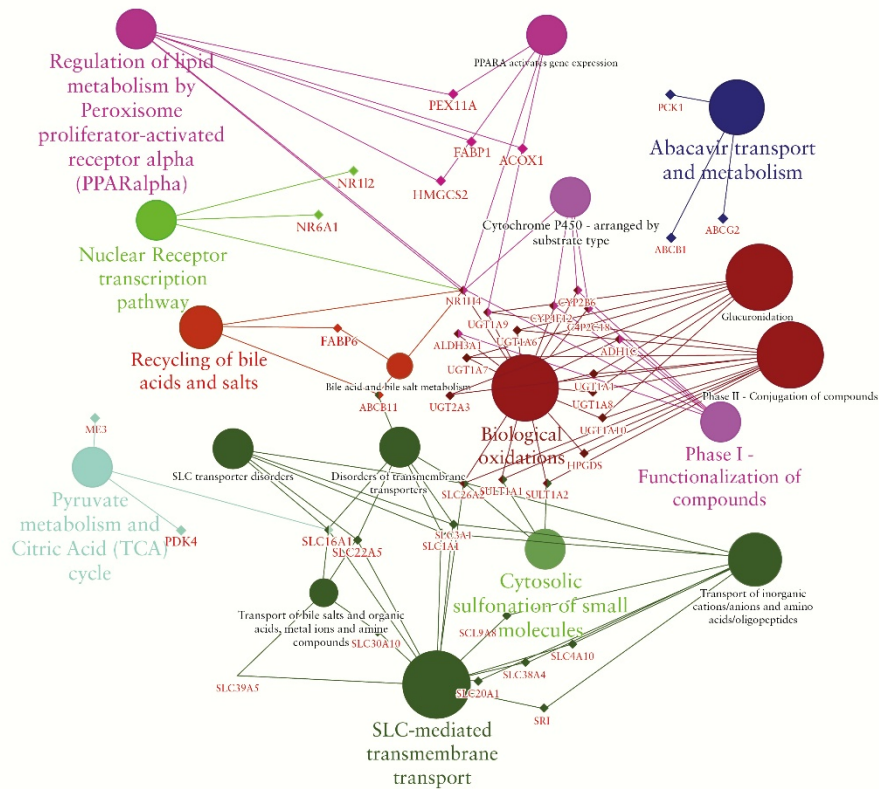 Regulation of lipid
metabolism by
Peroxisome
proliferator-activated
receptor alpha
(PPARalpha)
PPARA activates gene expression
PEX11A
FABP1
ACOX1
HMGCS2
PCK1
Abacavir transport
and metabolism
ABCB1
ABCG2
NR1I2
NR6A1
Nuclear Receptor
transcription
pathway
Cytochrome P450 - arranged by
substrate type
NR1H4
CYP2B6
UGT1A9
UGT1A6
ALDH3A1
ADH1C
UGT1A7
UGT1A1
UGT2A3
UGT1A8
UGT1A10
Glucuronidation
Phase II - Conjugation of compounds
Recycling of bile
acids and salts
FABP6
Bile acid and bile salt metabolism
ABCB11
Biological
oxidations
HPGDS
Phase I -
Functionalization of
compounds
ME3
Pyruvate
metabolism and
Citric Acid (TCA)
cycle
PDK4
SLC transporter disorders
Disorders of transmembrane
transporters
SULT1A1
SULT1A2
SLC3A1
SLC1A1
SLC16A1
SLC22A5
Cytosolic
sulfonation of small
molecules
Transport of inorganic
cations/anions and amino
acids/oligopeptides
Transport of bile salts and organic
acids, metal ions and amine
compounds
SLC30A10
SCL9A8
SLC4A10
SLC38A4
SLC39A5
SLC20A1
SRI
SLC-mediated
transmembrane
transport